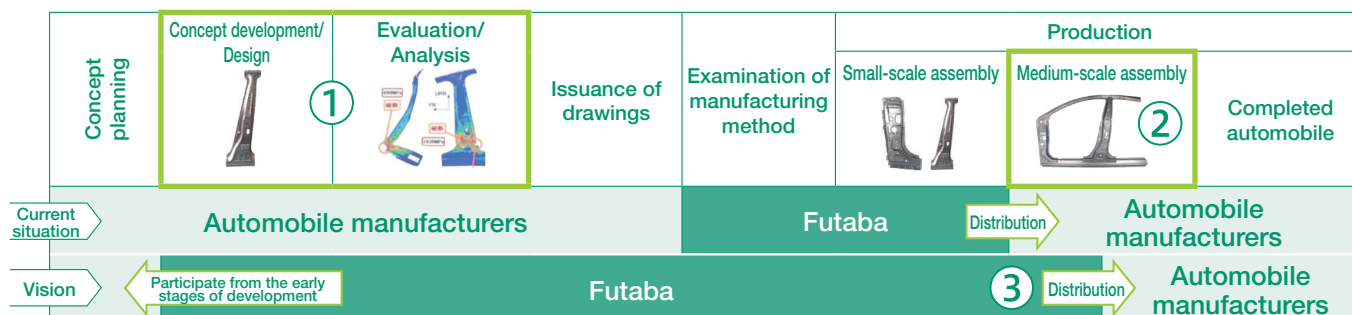 Concept
planning
Concept development/
Design
①
Evaluation/
Analysis
Issuance of
drawings
Examination of
manufacturing
method
Production
Small-scale assembly
Medium-scale assembly
②
Completed
automobile
Current
situation
Automobile manufacturers
Futaba
Distribution
Automobile
manufacturers
Vision
Participate from the early
stages of development
Futaba
③
Distribution
Automobile
manufacturers